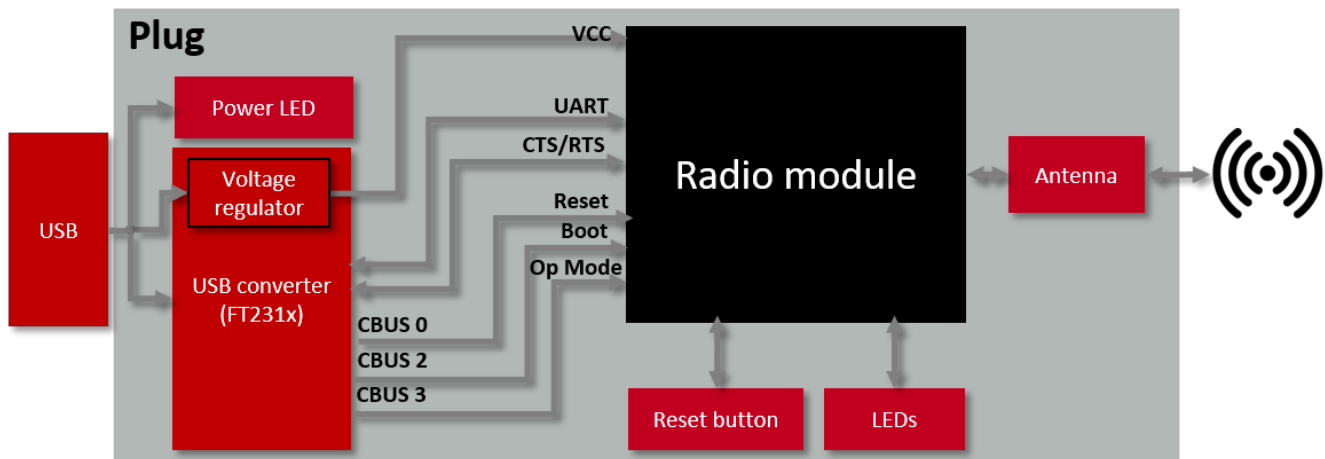 Plug
VCC
Power LED
UART
CTS/RTS
Voltage
regulator
Radio module
Antenna
USB
Reset
Boot
Op Mode
USB converter
(FT231x)
CBUS 0
CBUS 2
CBUS 3
Reset button
LEDs